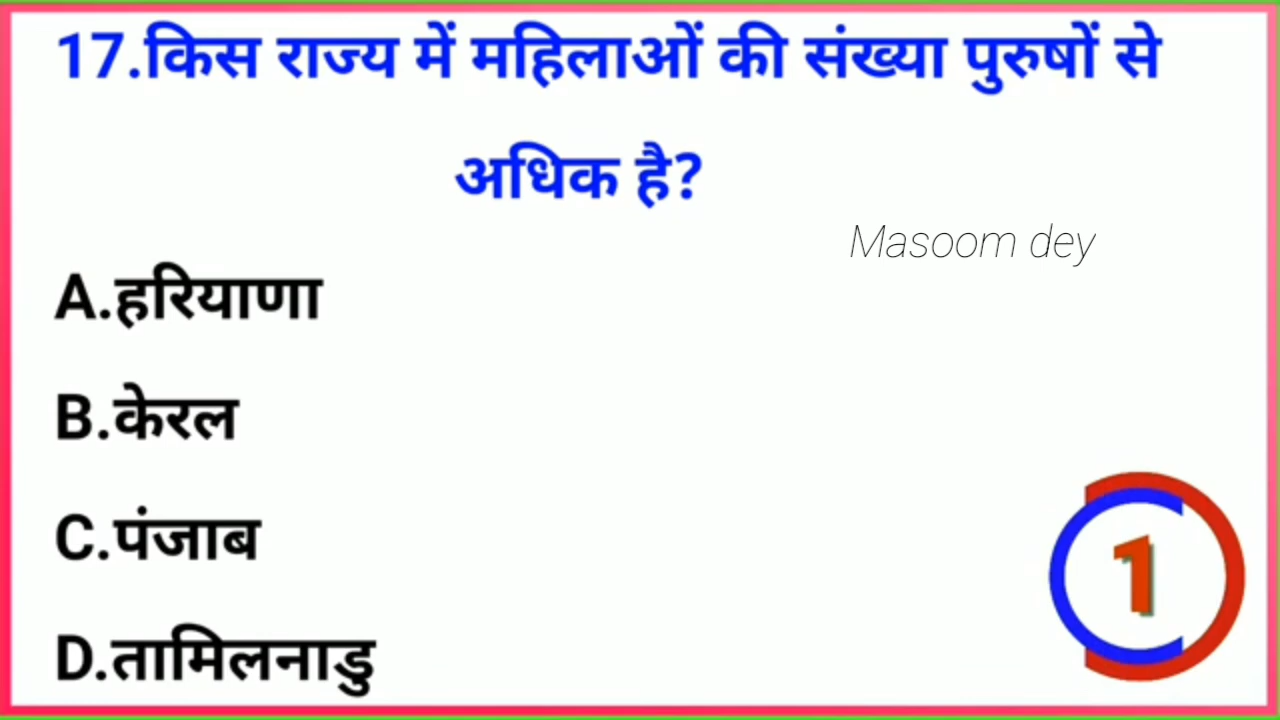 17.किस राज्य में महिलाओं की संख्या पुरुषों से
अधिक है?
Masoom dey
A.हरियाणा
B.केरल
C.पंजाब
D.तामिलनाडु
1